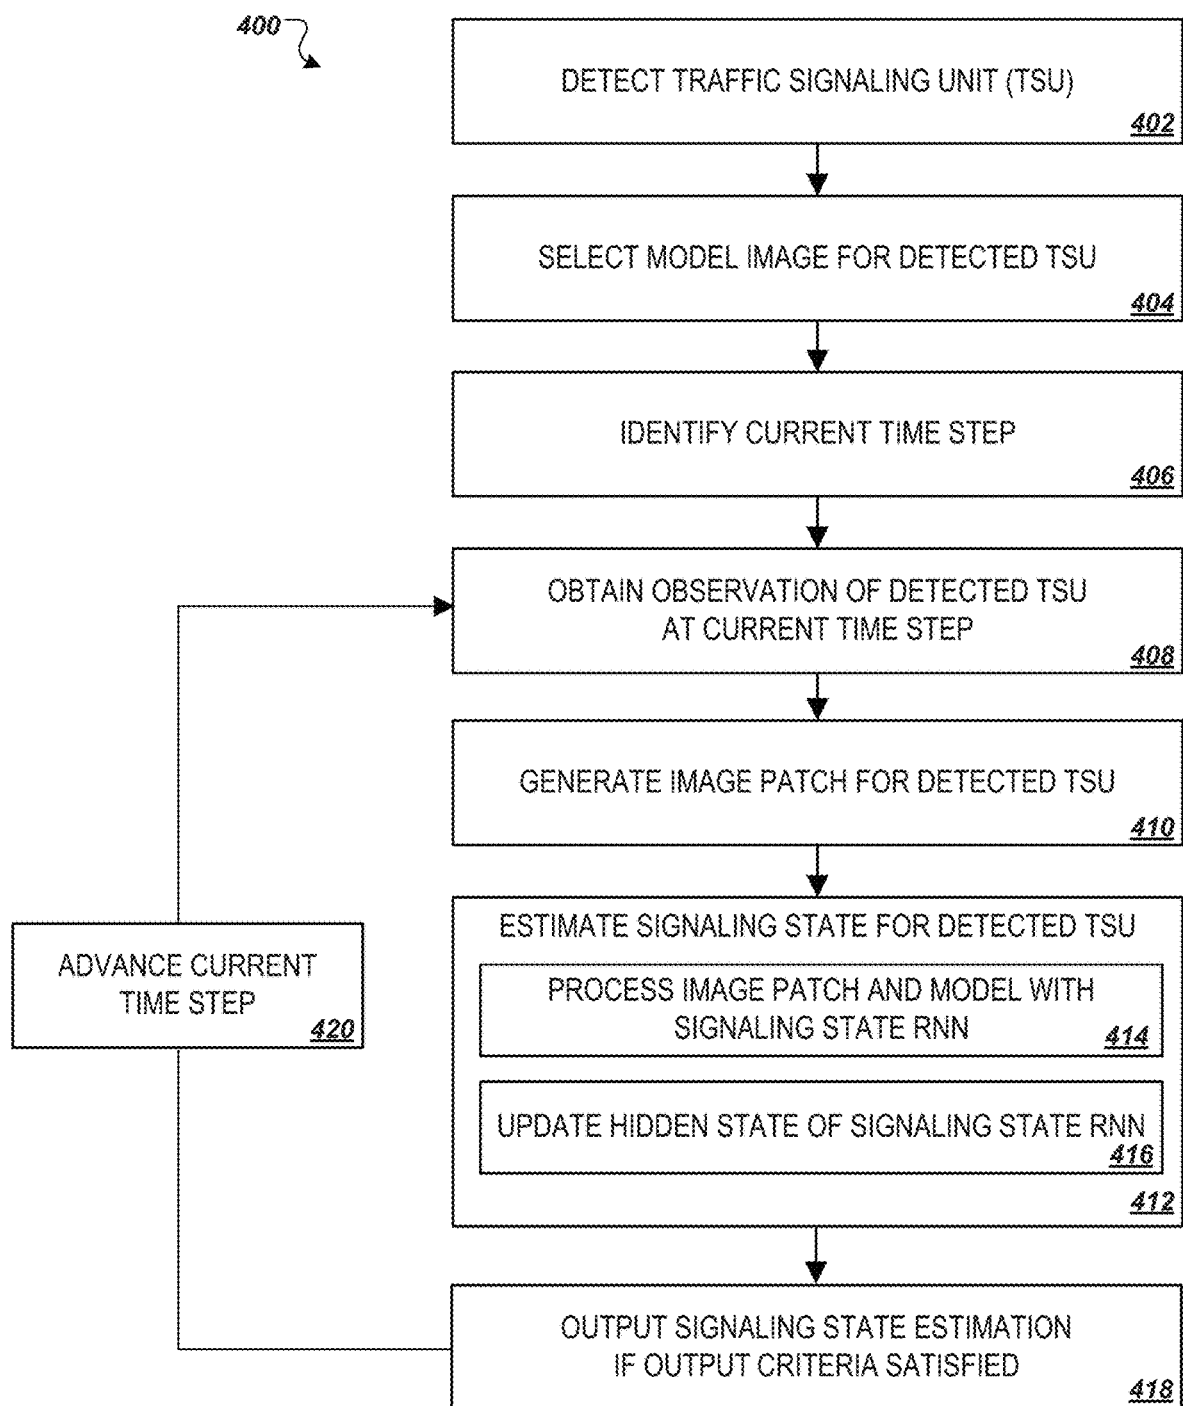 400
DETECT TRAFFIC SIGNALING UNIT (TSU)
402
SELECT MODEL IMAGE FOR DETECTED TSU
404
IDENTIFY CURRENT TIME STEP
406
OBTAIN OBSERVATION OF DETECTED TSU
AT CURRENT TIME STEP
408
GENERATE IMAGE PATCH FOR DETECTED TSU
410
ESTIMATE SIGNALING STATE FOR DETECTED TSU
PROCESS IMAGE PATCH AND MODEL WITH
SIGNALING STATE RNN
414
UPDATE HIDDEN STATE OF SIGNALING STATE RNN
416
412
OUTPUT SIGNALING STATE ESTIMATION
IF OUTPUT CRITERIA SATISFIED
418
ADVANCE CURRENT
TIME STEP
420